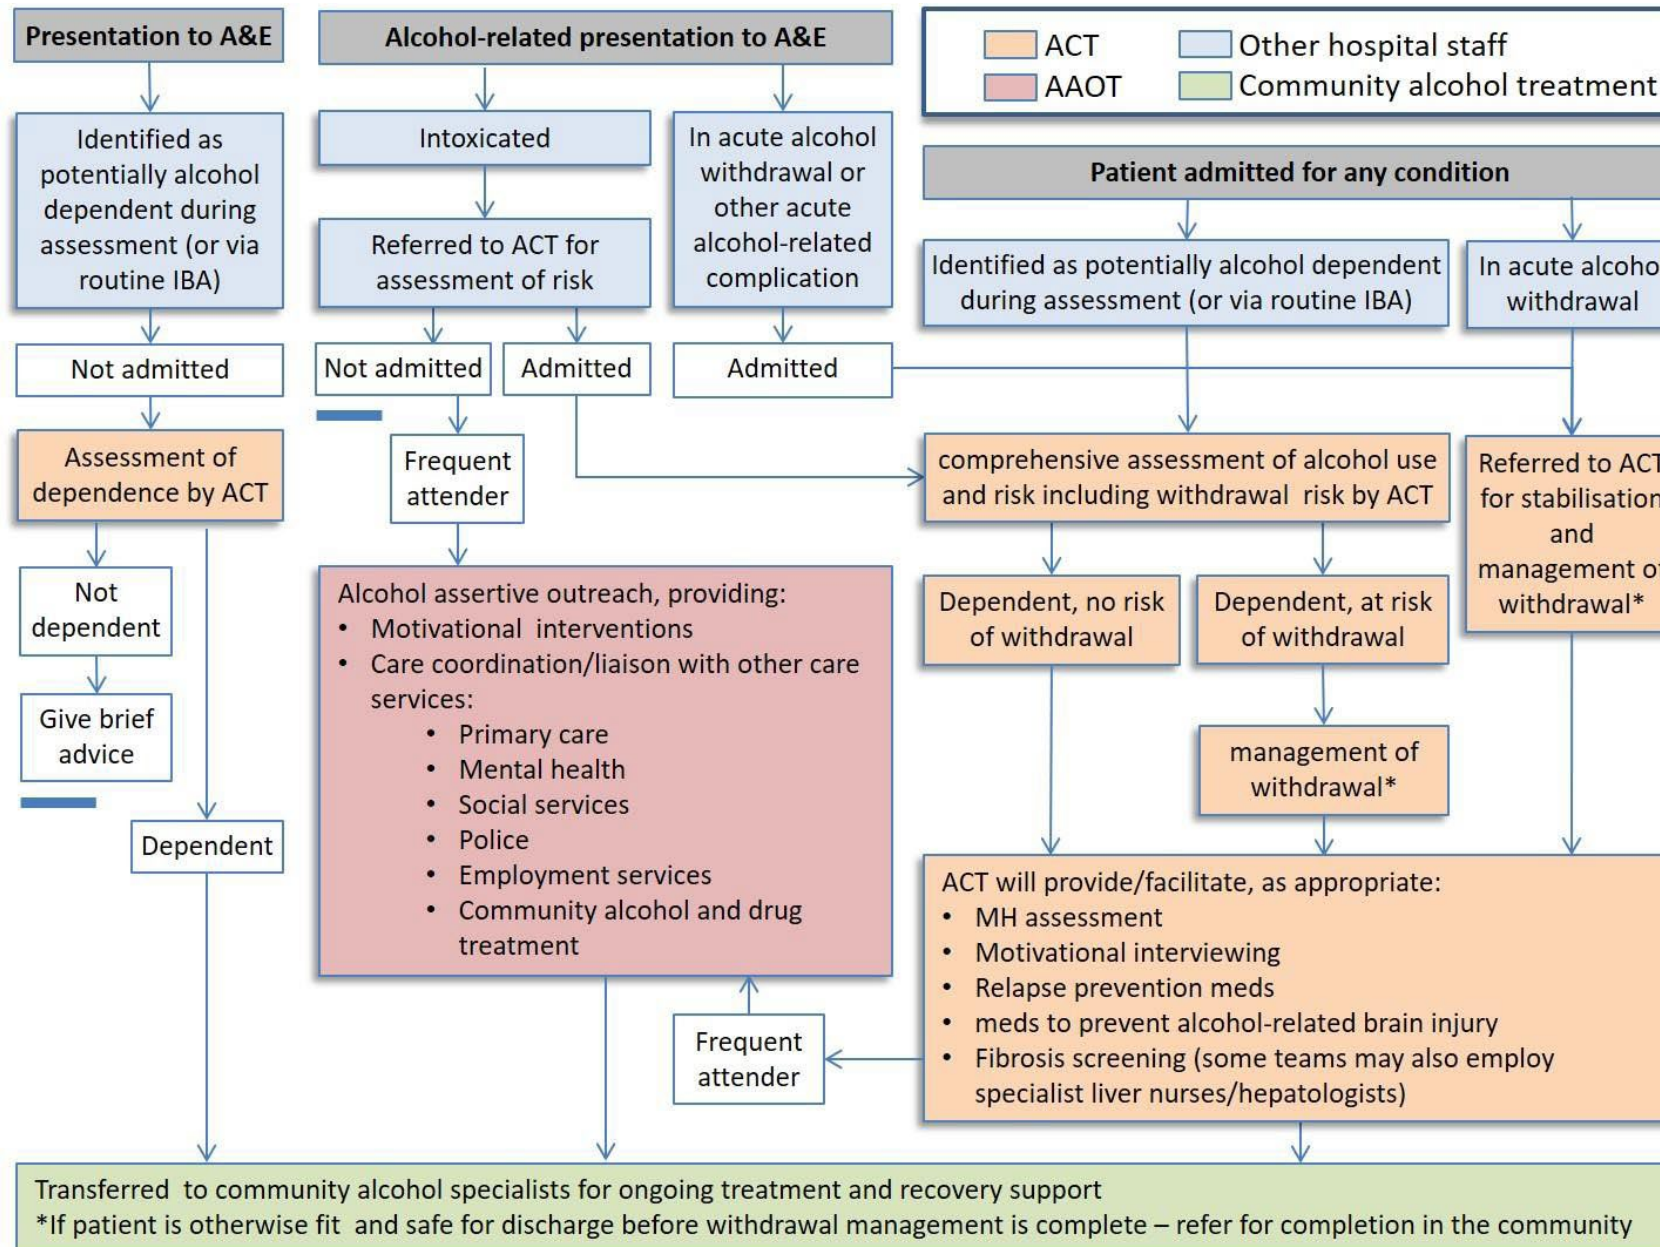 Presentation to A&E
Identified as
potentially alcohol
dependent during
assessment (or via
routine IBA)
Not admitted
Assessment of
dependence by ACT
Not
dependent
Give brief
advice
Dependent
Alcohol-related presentation to A&E
Intoxicated
Referred to ACT for
assessment of risk
Not admitted
Admitted
Frequent
attender
In acute alcohol
withdrawal or
other acute
alcohol-related
complication
Admitted
Alcohol assertive outreach, providing:
• Motivational interventions
• Care coordination/liaison with other care
services:
• Primary care
• Mental health
• Social services
• Police
• Employment services
• Community alcohol and drug
treatment
Frequent
attender
ACT
Other hospital staff
AAOT
Community alcohol treatment
Patient admitted for any condition
Identified as potentially alcohol dependent
during assessment (or via routine IBA)
In acute alcoho
withdrawal
comprehensive assessment of alcohol use
and risk including withdrawal risk by ACT
Referred to ACT
for stabilisation
and
management of
withdrawal*
Dependent, no risk
of withdrawal
Dependent, at risk
of withdrawal
management of
withdrawal*
ACT will provide/facilitate, as appropriate:
• MH assessment
• Motivational interviewing
• Relapse prevention meds
• meds to prevent alcohol-related brain injury
• Fibrosis screening (some teams may also employ
specialist liver nurses/hepatologists)
Transferred to community alcohol specialists for ongoing treatment and recovery support
*If patient is otherwise fit and safe for discharge before withdrawal management is complete – refer for completion in the community